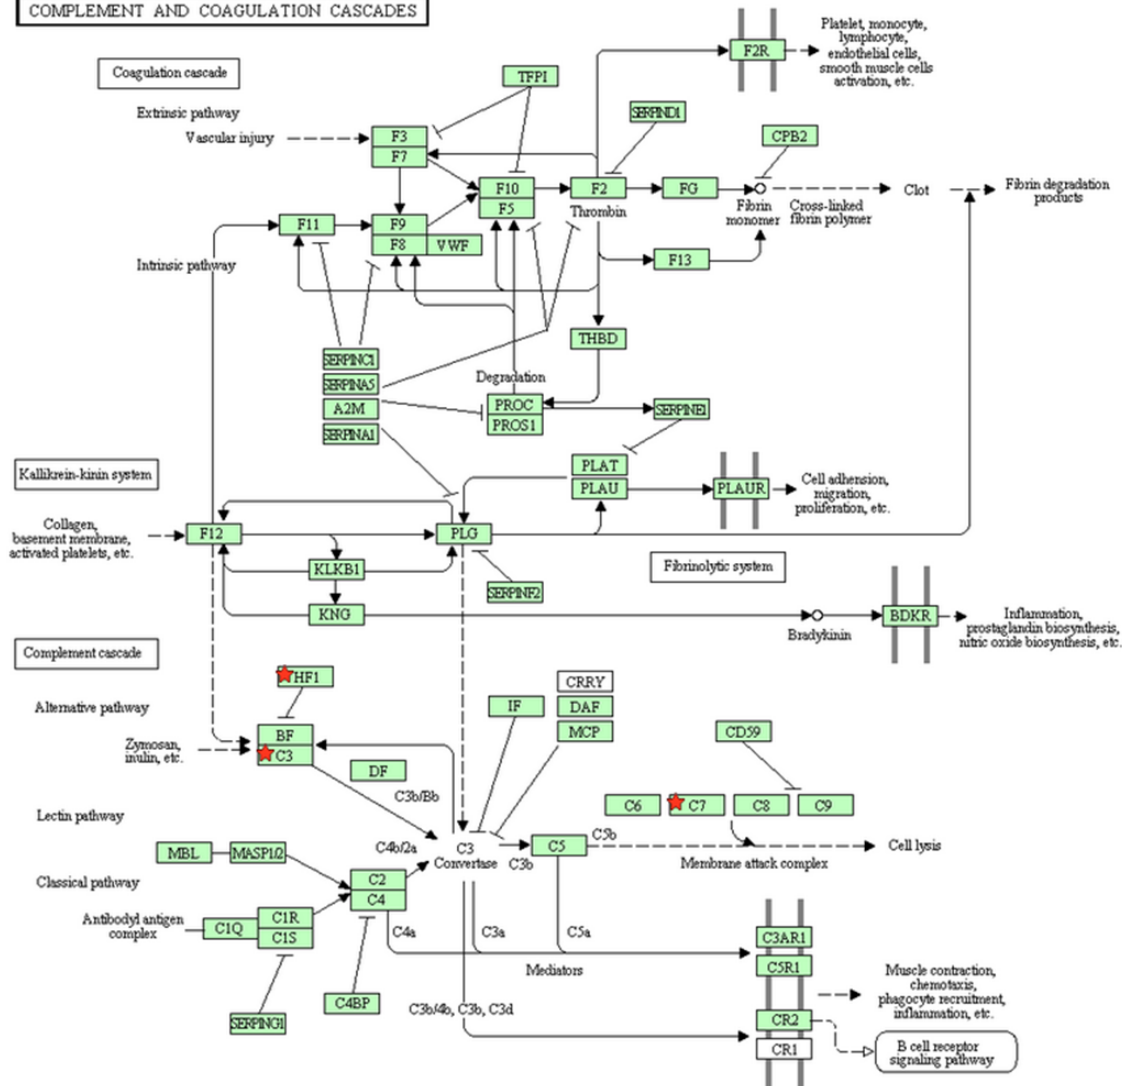 COMPLEMENT AND COAGULATION CASCADES
Platelet, monocyte,
lymphocyte,
endothelial cells,
smooth muscle cells
activation, etc.
F2R
Coagulation cascade
TFPI
Extrinsic pathway
Vascular injury
F3
F7
SERPIND1
CPB2
F10
F5
F2
Thrombin
FG
Fibrin
monomer
Cross-linked
fibrin polymer
Clot
Fibrin degradation
products
F11
F9
F8
VWF
F13
Intrinsic pathway
THBD
SERPINC1
SERPINA5
A2M
SERPINA1
Degradation
PROC
PROS1
SERPINE1
PLAT
PLAU
PLAUR
Cell adhesion,
migration,
proliferation, etc.
Kallikrein-kinin system
Collagen,
basement membrane,
activated platelets, etc.
F12
PLG
KLKB1
Fibrinolytic system
SERPINF2
KNG
Bradykinin
BDKR
Inflammation,
prostaglandin biosynthesis,
nitric oxide biosynthesis, etc.
Complement cascade
HF1
Alternative pathway
CRRY
IF
DAF
MCP
CD59
BF
C3
Zymosan,
inulin, etc.
DF
C3b/Bb
C6
C7
C8
C9
Lectin pathway
C4b/2a
C3
Convertase
C3b
C5
C5b
Membrane attack complex
Cell lysis
MBL
MASP1/2
Classical pathway
C2
C4
Antibodyl antigen
complex
C1Q
C1R
C1S
C4a
C3a
C5a
C3AR1
C5R1
Mediators
Muscle contraction,
chemotaxis,
phagocyte recruitment,
inflammation, etc.
C4BP
C3b/4b, C3b, C3d
SERPING1
CR2
CR1
B cell receptor
signaling pathway